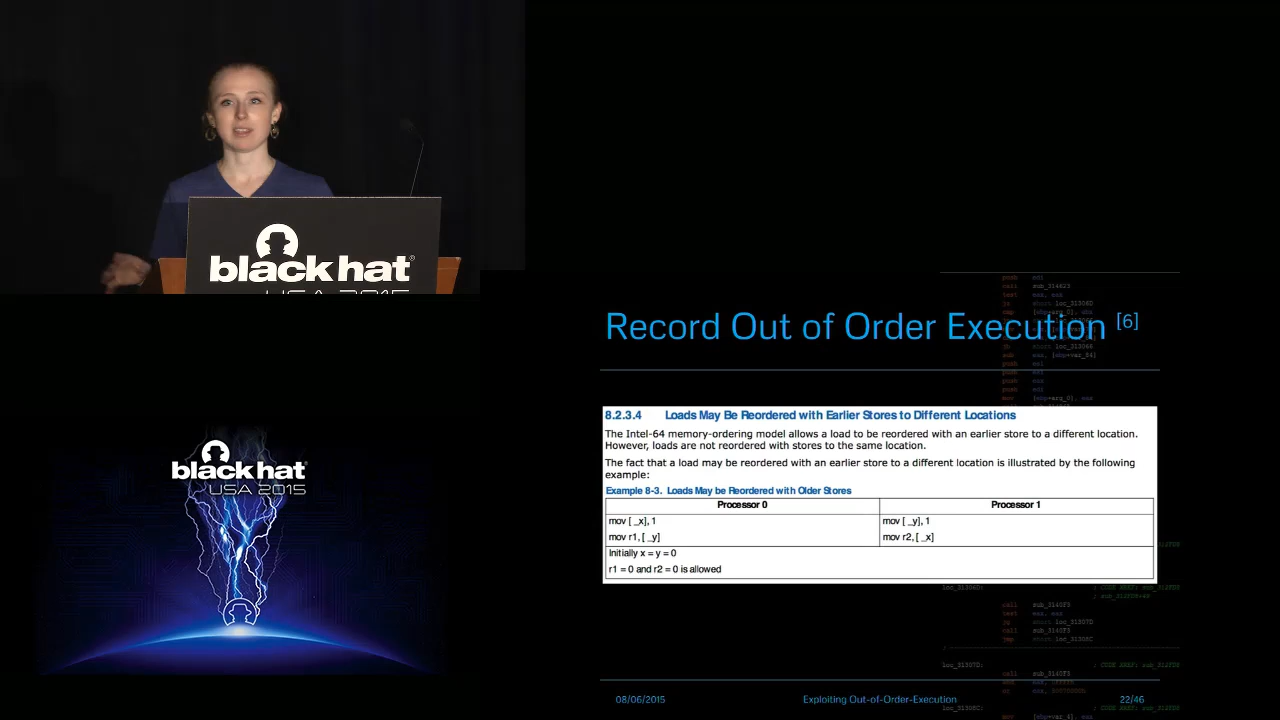 black hat®
USA 2015
Record Out of Order Execution [6]
8.2.3.4 Loads May Be Reordered with Earlier Stores to Different Locations
The Intel-64 memory-ordering model allows a load to be reordered with an earlier store to a different location.
However, loads are not reordered with stores to the same location.
The fact that a load may be reordered with an earlier store to a different location is illustrated by the following
example:
Example 8-3. Loads May be Reordered with Older Stores
Processor 0 Processor 1
mov [ _x], 1 mov [ _y], 1
mov r1, [ _y] mov r2, [ _x]
Initially x = y = 0
r1 = 0 and r2 = 0 is allowed
black hat
USA 2015
08/06/2015 Exploiting Out-of-Order-Execution 22/46